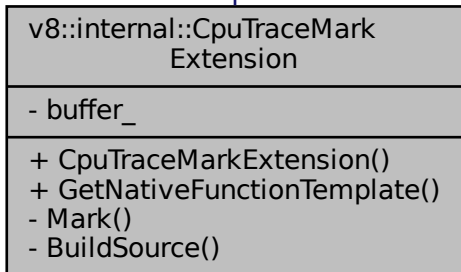 v8::internal::CpuTraceMark
Extension
- buffer_
+ CpuTraceMarkExtension()
+ GetNativeFunctionTemplate()
- Mark()
- BuildSource()